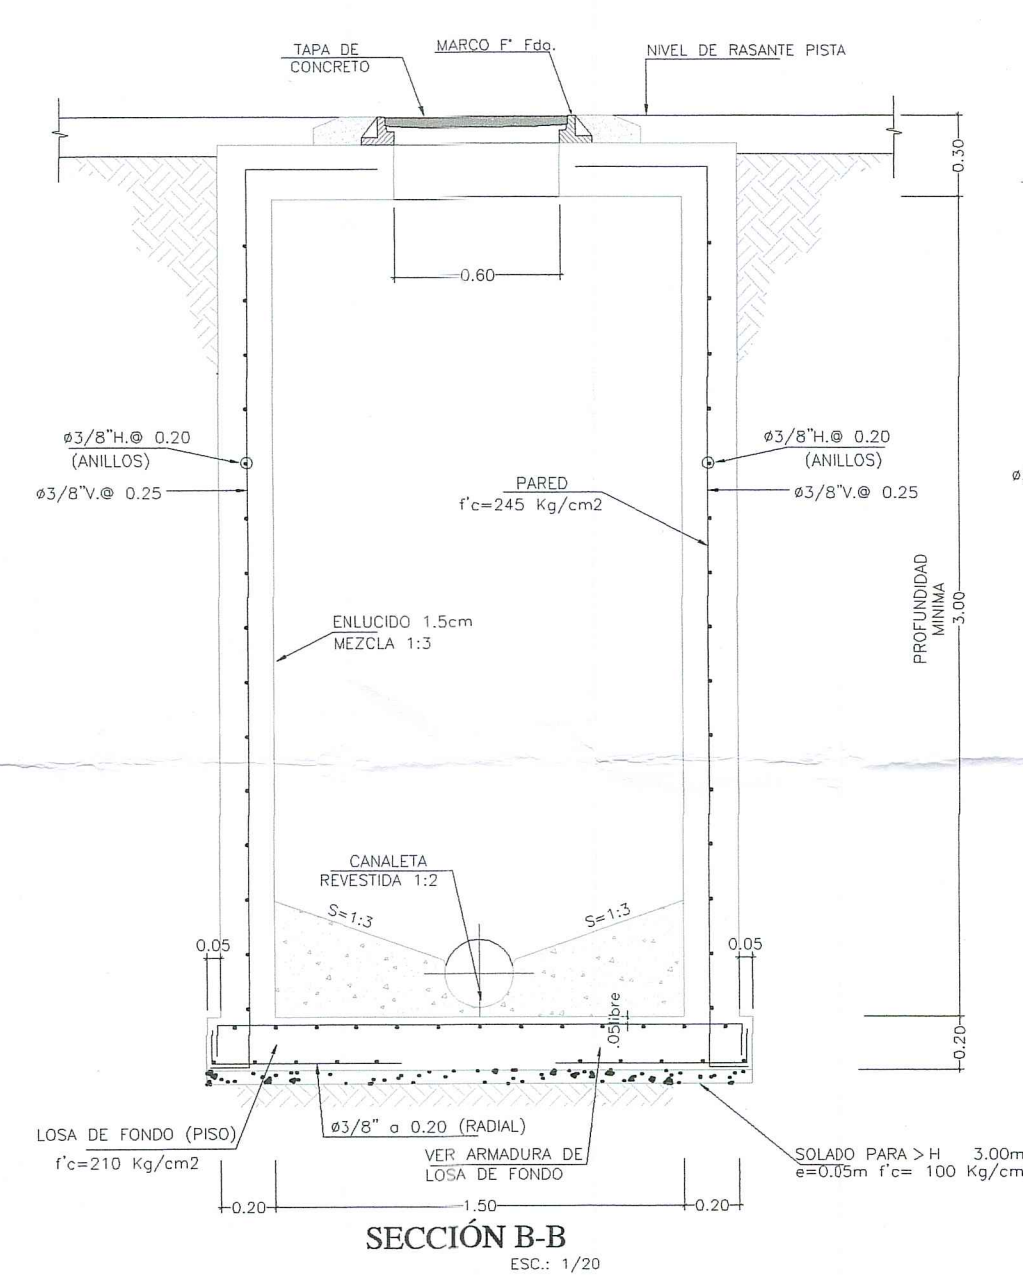 TAPA DE
CONCRETO
MARCO F° Fdo.
NIVEL DE RASANTE PISTA
0.30
0.60
ø3/8"H.@ 0.20
(ANILLOS)
ø3/8"V.@ 0.25
ø3/8"H.@ 0.20
(ANILLOS)
ø3/8"V.@ 0.25
ø
PARED
f'c=245 Kg/cm2
PROFUNDIDAD
MINIMA
3.00
ENLUCIDO 1.5cm
MEZCLA 1:3
CANALETA
REVESTIDA 1:2
S=1:3
S=1:3
0.05
0.05
.05libre
0.20
LOSA DE FONDO (PISO)
f'c=210 Kg/cm2
ø3/8" a 0.20 (RADIAL)
VER ARMADURA DE
LOSA DE FONDO
SOLADO PARA > H 3.00m
e=0.05m f'c= 100 Kg/cm
0.20
1.50
0.20
SECCIÓN B-B
ESC.: 1/20